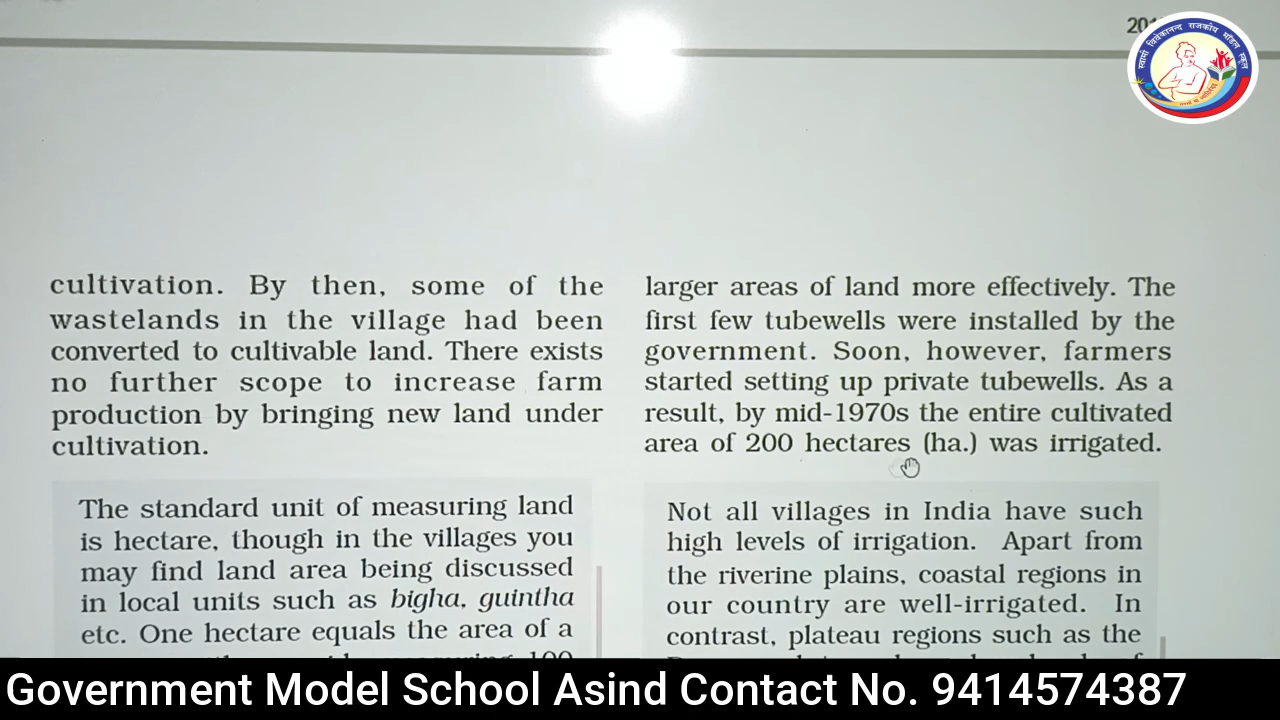 cultivation. By then, some of the
wastelands in the village had been
converted to cultivable land. There exists
no further scope to increase farm
production by bringing new land under
cultivation.
The standard unit of measuring land
is hectare, though in the villages you
may find land area being discussed
in local units such as bigha, guintha
etc. One hectare equals the area of a
larger areas of land more effectively. The
first few tubewells were installed by the
government. Soon, however, farmers
started setting up private tubewells. As a
result, by mid-1970s the entire cultivated
area of 200 hectares (ha.) was irrigated.
Not all villages in India have such
high levels of irrigation. Apart from
the riverine plains, coastal regions in
our country are well-irrigated. In
contrast, plateau regions such as the
स्वामी विवेकानन्द राजकीय मॉडल स्कूल
Government Model School Asind Contact No. 9414574387